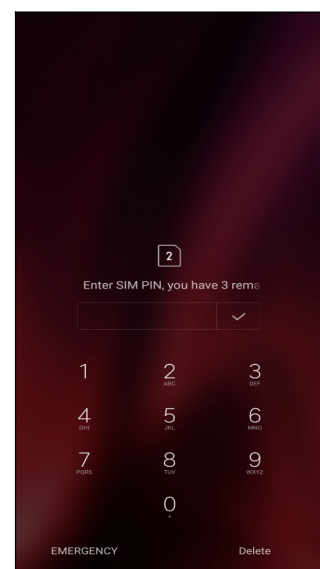 2
Enter SIM PIN, you have 3 rema
1 2 3
ABC DEF
4 5 6
GHI JKL MNO
7 8 9
PQRS TUV WXYZ
0
+
EMERGENCY Delete